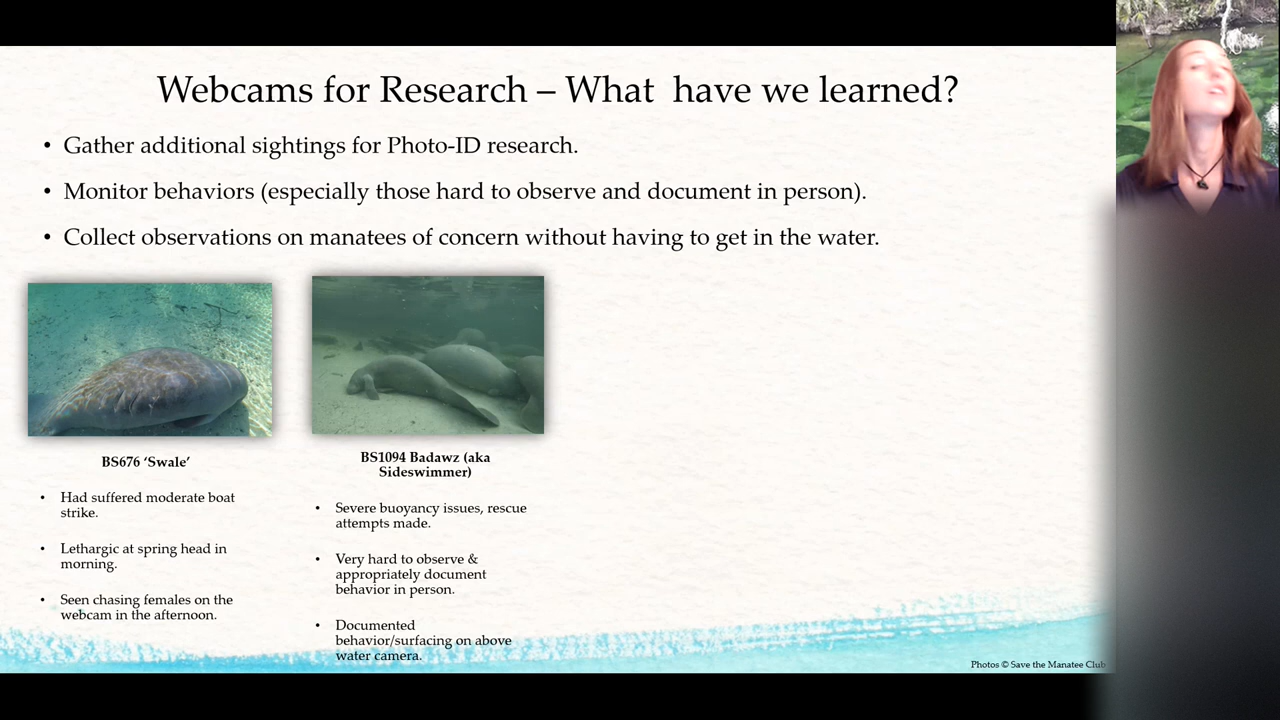 Webcams for Research – What have we learned?
• Gather additional sightings for Photo-ID research.
• Monitor behaviors (especially those hard to observe and document in person).
• Collect observations on manatees of concern without having to get in the water.
BS676 ‘Swale’
• Had suffered moderate boat
strike.
• Lethargic at spring head in
morning.
• Seen chasing females on the
webcam in the afternoon.
BS1094 Badawz (aka
Sideswimmer)
• Severe buoyancy issues, rescue
attempts made.
• Very hard to observe &
appropriately document
behavior in person.
• Documented
behavior/surfacing on above
water camera.
Photos © Save the Manatee Club